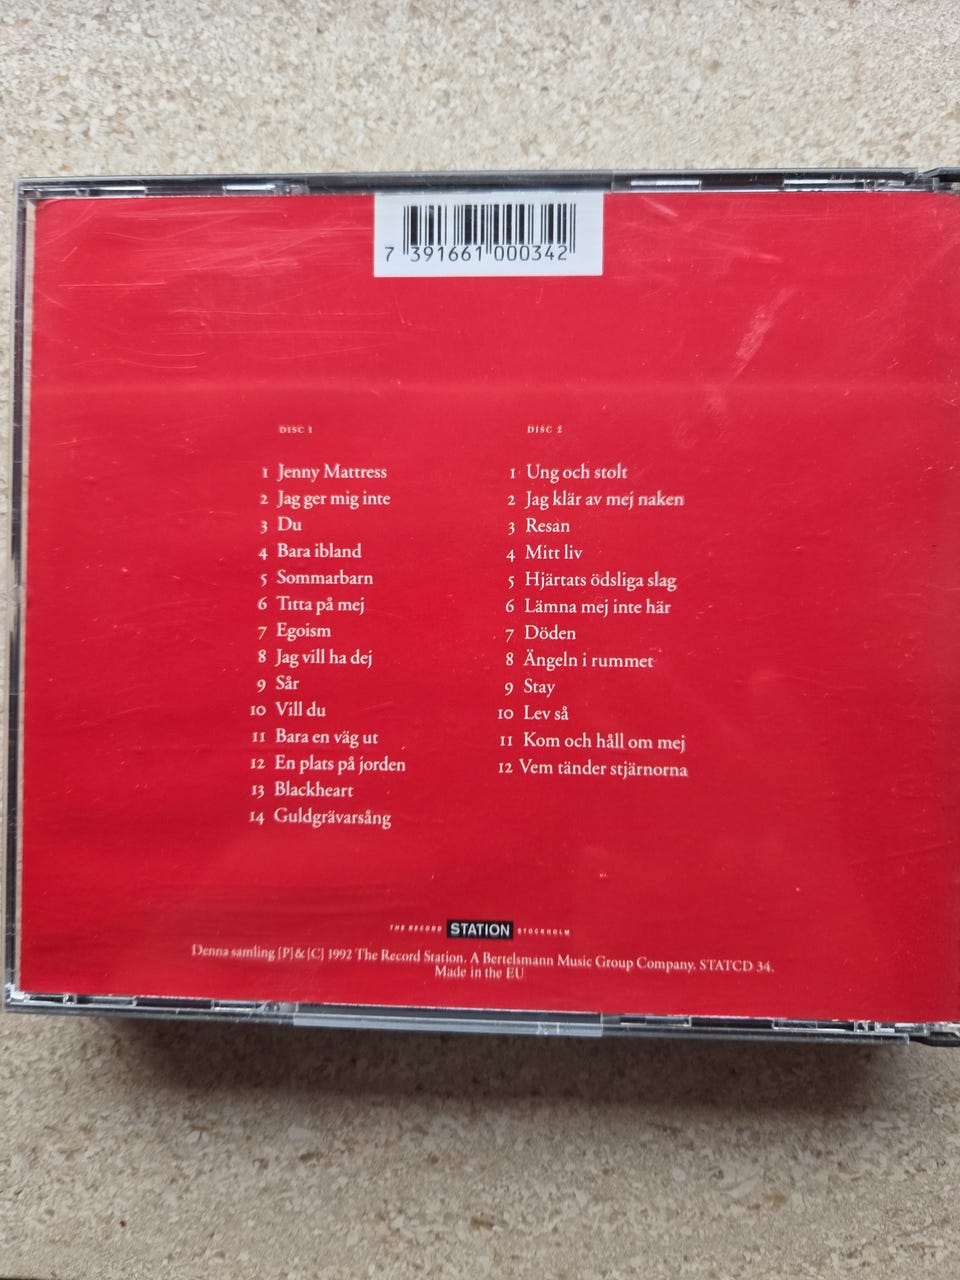 7 391661 000342
DISC 1
1 Jenny Mattress
2 Jag ger mig inte
3 Du
4 Bara ibland
5 Sommarbarn
6 Titta på mej
7 Egoism
8 Jag vill ha dej
9 Sår
10 Vill du
11 Bara en väg ut
12 En plats på jorden
13 Blackheart
14 Guldgrävarsång
DISC 2
1 Ung och stolt
2 Jag klär av mej naken
3 Resan
4 Mitt liv
5 Hjärtats ödsliga slag
6 Lämna mej inte här
7 Döden
8 Ängeln i rummet
9 Stay
10 Lev så
11 Kom och håll om mej
12 Vem tänder stjärnorna
THE RECORD STATION STOCKHOLM
Denna samling [P]&[C] 1992 The Record Station. A Bertelsmann Music Group Company. STATCD 34.
Made in the EU